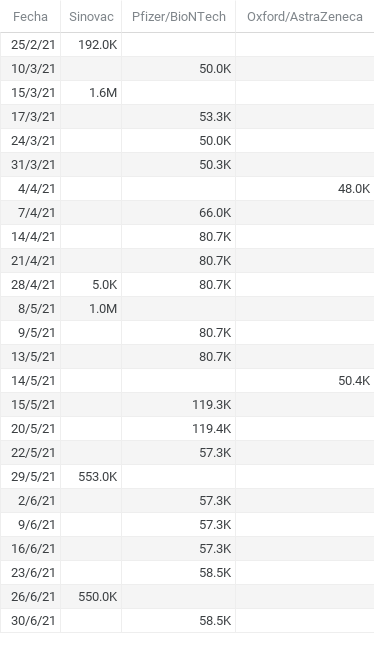 Fecha Sinovac Pfizer/BioNTech Oxford/AstraZeneca
25/2/21 192.0K
10/3/21 50.0K
15/3/21 1.6M
17/3/21 53.3K
24/3/21 50.0K
31/3/21 50.3K
4/4/21 48.0K
7/4/21 66.0K
14/4/21 80.7K
21/4/21 80.7K
28/4/21 5.0K 80.7K
8/5/21 1.0M
9/5/21 80.7K
13/5/21 80.7K
14/5/21 50.4K
15/5/21 119.3K
20/5/21 119.4K
22/5/21 57.3K
29/5/21 553.0K
2/6/21 57.3K
9/6/21 57.3K
16/6/21 57.3K
23/6/21 58.5K
26/6/21 550.0K
30/6/21 58.5K